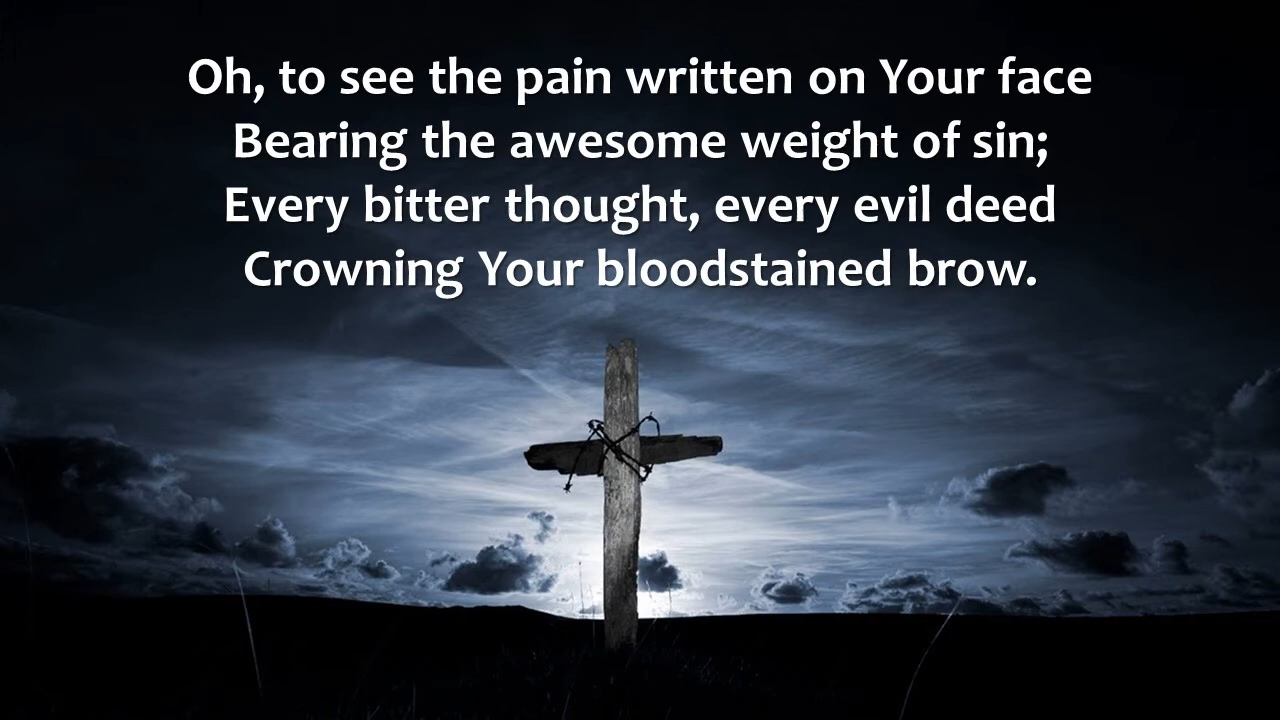 Oh, to see the pain written on Your face
Bearing the awesome weight of sin;
Every bitter thought, every evil deed
Crowning Your bloodstained brow.